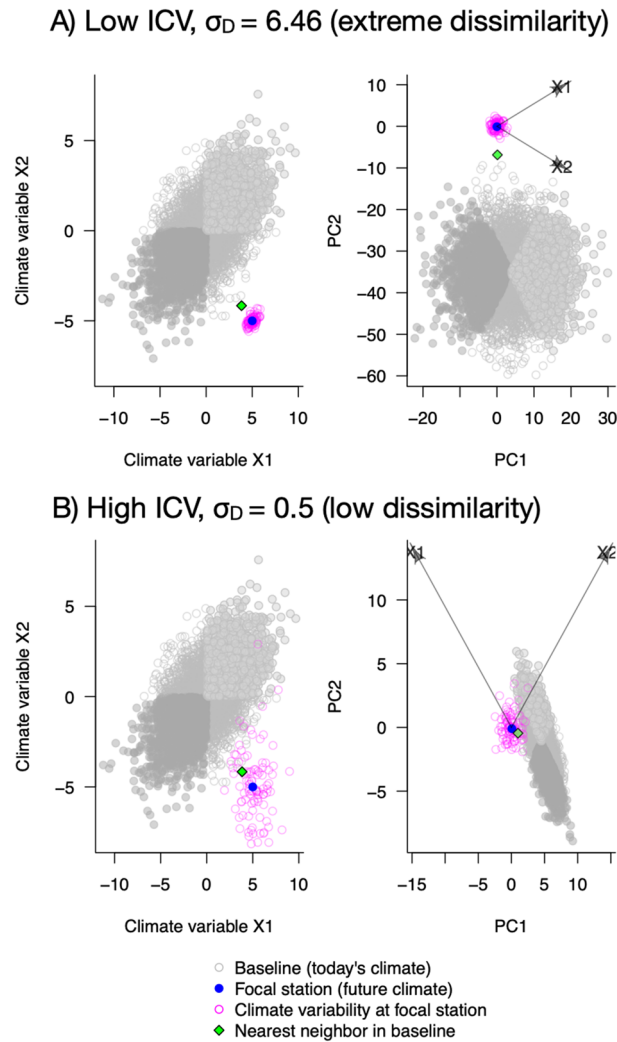 A) Low ICV, σD = 6.46 (extreme dissimilarity)
Climate variable X2
5
0
−5
−10
−5
0
5
10
Climate variable X1
PC2
10
0
−10
−20
−30
−40
−50
−60
X1
X2
−20
0
10
20
30
PC1
B) High ICV, σD = 0.5 (low dissimilarity)
Climate variable X2
5
0
−5
−10
−5
0
5
10
Climate variable X1
PC2
10
5
0
−5
X1
X2
−15
−5
0
5
10
PC1
Baseline (today's climate)
Focal station (future climate)
Climate variability at focal station
Nearest neighbor in baseline